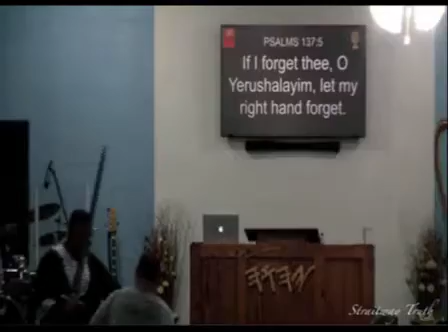 PSALMS 137:5
If I forget thee, O
Yerushalayim, let my
right hand forget.
Straitway Truth